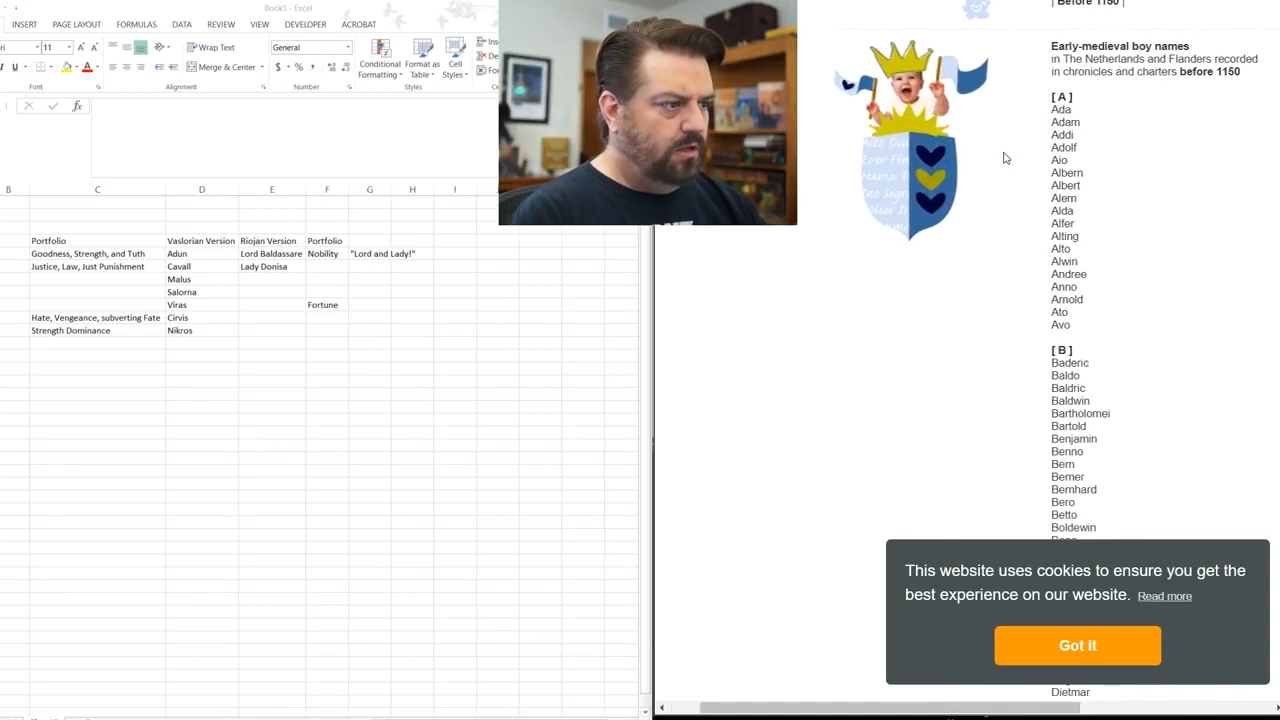 Book1 - Excel
INSERT PAGE LAYOUT FORMULAS DATA REVIEW VIEW DEVELOPER ACROBAT
11 Wrap Text General
Merge & Center $ % Conditional Formatting Format as Table Cell Styles
Font Alignment Number Styles
fx
B C D E F G H I
Portfolio Vaslorian Version Riojan Version Portfolio
Goodness, Strength, and Tuth Adun Lord Baldassare Nobility "Lord and Lady!"
Justice, Law, Just Punishment Cavall Lady Donisa
Malus
Salorna
Viras Fortune
Hate, Vengeance, subverting Fate Cirvis
Strength Dominance Nikros
| Before 1150 |
Early-medieval boy names
in The Netherlands and Flanders recorded
in chronicles and charters before 1150
[ A ]
Ada
Adam
Addi
Adolf
Aio
Albern
Albert
Alem
Alda
Alfer
Alting
Alto
Alwin
Andree
Anno
Arnold
Ato
Avo
[ B ]
Baderic
Baldo
Baldric
Baldwin
Bartholomei
Bartold
Benjamin
Benno
Bern
Berner
Bernhard
Bero
Betto
Boldewin
This website uses cookies to ensure you get the
best experience on our website. Read more
Got it
Dietmar